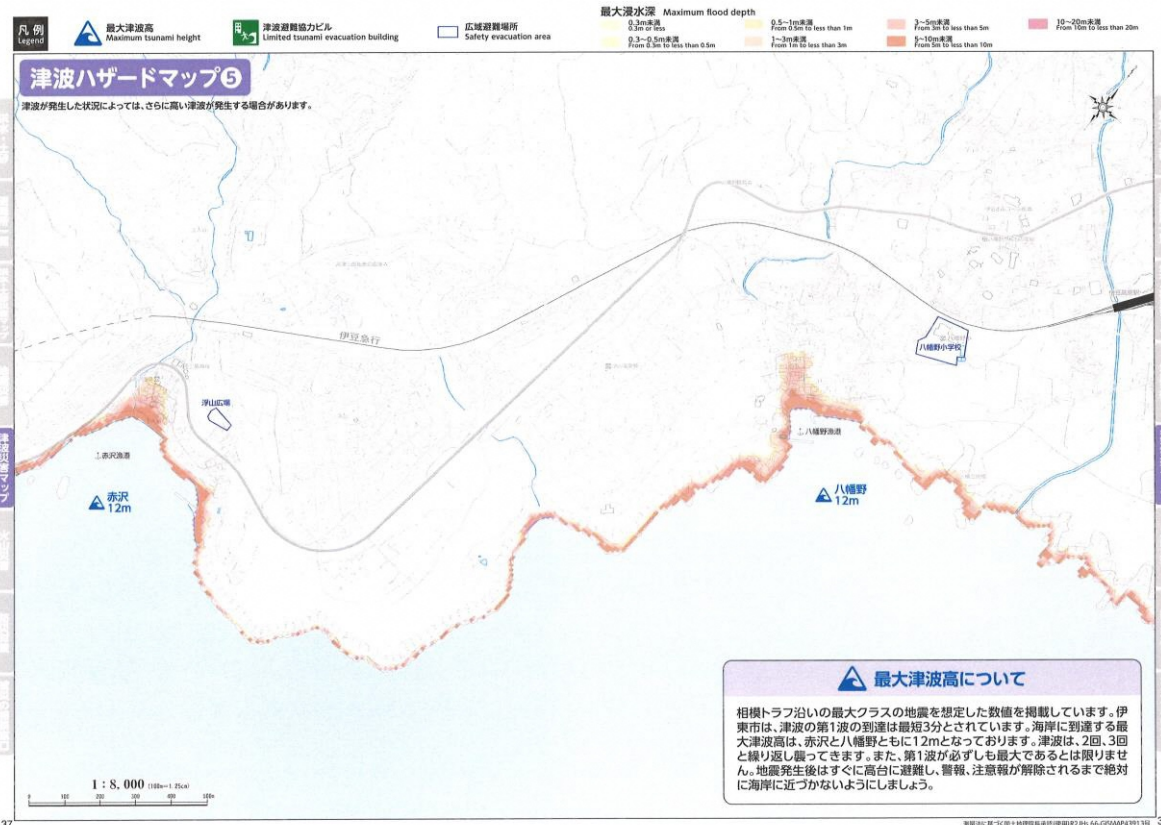 凡例
Legend
最大津波高
Maximum tsunami height
津波避難協力ビル
Limited tsunami evacuation building
広域避難場所
Safety evacuation area
最大浸水深 Maximum flood depth
0.3m未満
0.3m or less
0.3~0.5m未満
From 0.3m to less than 0.5m
0.5~1m未満
From 0.5m to less than 1m
1~3m未満
From 1m to less than 3m
3~5m未満
From 3m to less than 5m
5~10m未満
From 5m to less than 10m
10~20m未満
From 10m to less than 20m
津波ハザードマップ❺
津波が発生した状況によっては、さらに高い津波が発生する場合があります。
伊豆急行
八幡野小学校
浮山広場
八幡野漁港
赤沢漁港
赤沢
12m
八幡野
12m
津波災害マップ
最大津波高について
相模トラフ沿いの最大クラスの地震を想定した数値を掲載しています。伊
東市は、津波の第1波の到達は最短3分とされています。海岸に到達する最
大津波高は、赤沢と八幡野ともに12mとなっております。津波は、2回、3回
と繰り返し襲ってきます。また、第1波が必ずしも最大であるとは限りませ
ん。地震発生後はすぐに高台に避難し、警報、注意報が解除されるまで絶対
に海岸に近づかないようにしましょう。
1:8,000 (100m=1.25cm)
0 100 200 300 400 500m
37